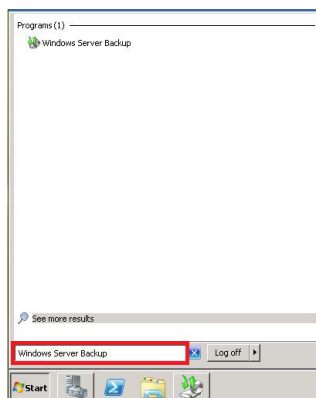 Programs (1)
Windows Server Backup
See more results
Windows Server Backup
Log off
Start